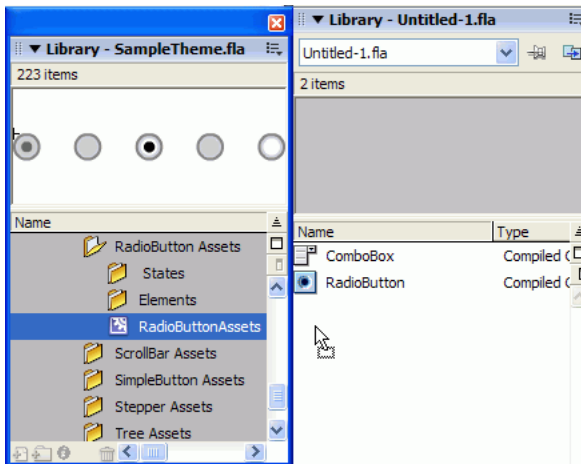 Library - SampleTheme.fla
223 items
Name
RadioButton Assets
States
Elements
RadioButtonAssets
ScrollBar Assets
SimpleButton Assets
Stepper Assets
Tree Assets
Library - Untitled-1.fla
Untitled-1.fla
2 items
Name Type
ComboBox Compiled C
RadioButton Compiled C